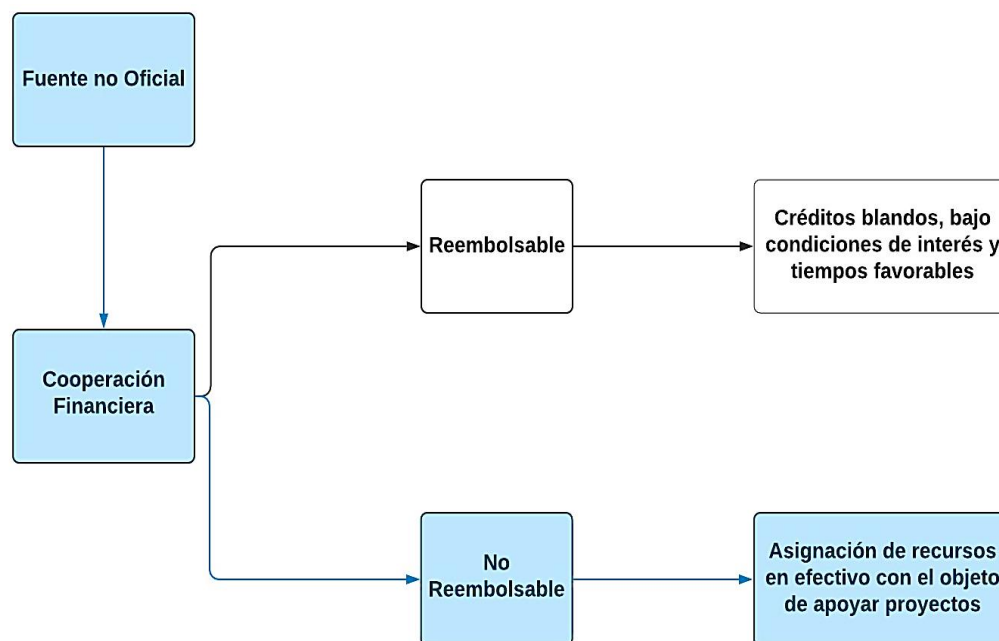 Fuente no Oficial
Reembolsable
Créditos blandos, bajo
condiciones de interés y
tiempos favorables
Cooperación
Financiera
No
Reembolsable
Asignación de recursos
en efectivo con el objeto
de apoyar proyectos